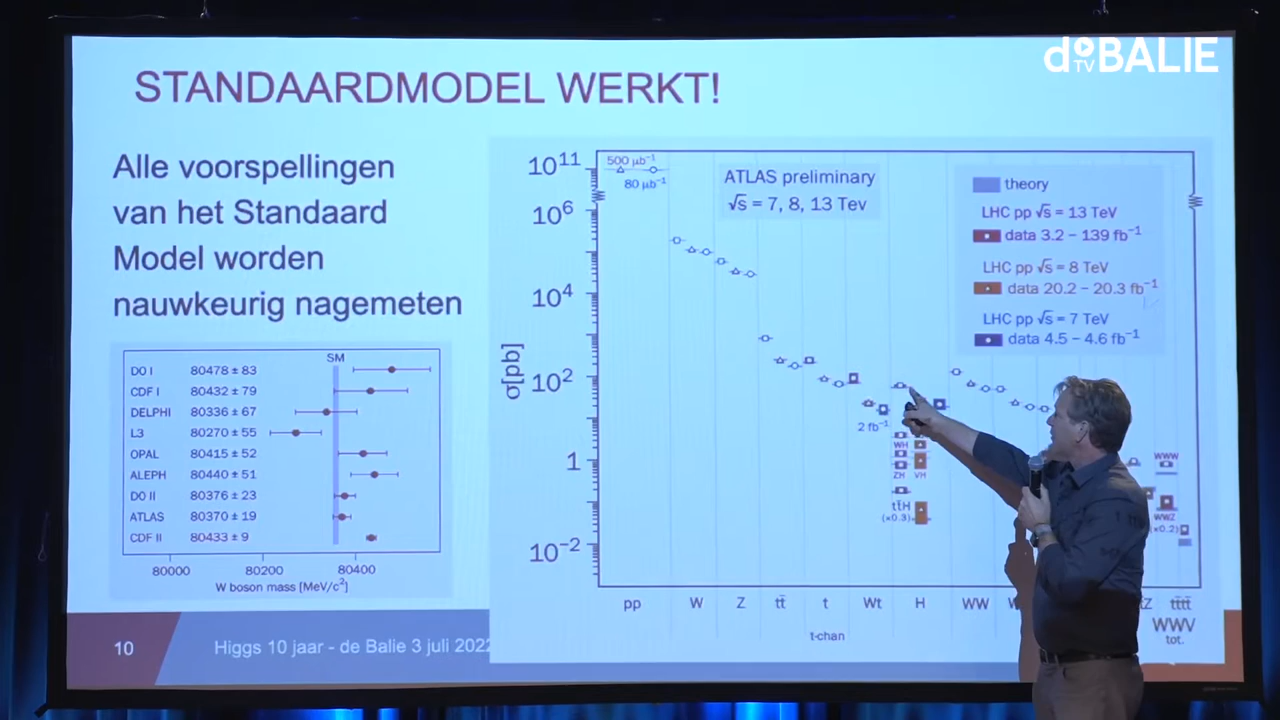 dTVBALIE
STANDAARDMODEL WERKT!
Alle voorspellingen
van het Standaard
Model worden
nauwkeurig nagemeten
SM
DO I 80478 ± 83
CDF I 80432 ± 79
DELPHI 80336 ± 67
L3 80270 ± 55
OPAL 80415 ± 52
ALEPH 80440 ± 51
DO II 80376 ± 23
ATLAS 80370 ± 19
CDF II 80433 ± 9
80000 80200 80400
W boson mass [MeV/c²]
σ[pb]
10¹¹
10⁶
10⁴
10²
1
10⁻²
500 μb⁻¹
80 μb⁻¹
ATLAS preliminary
√s = 7, 8, 13 Tev
theory
LHC pp √s = 13 TeV
data 3.2 – 139 fb⁻¹
LHC pp √s = 8 TeV
data 20.2 – 20.3 fb⁻¹
LHC pp √s = 7 TeV
data 4.5 – 4.6 fb⁻¹
2 fb⁻¹
WH
ZH VH
tt̄H
(×0.3)
WWW
WWZ
(×0.2)
pp W Z tt̄ t Wt H WW tt̄tt̄
t-chan
WWV
tot.
10
Higgs 10 jaar - de Balie 3 juli 2022